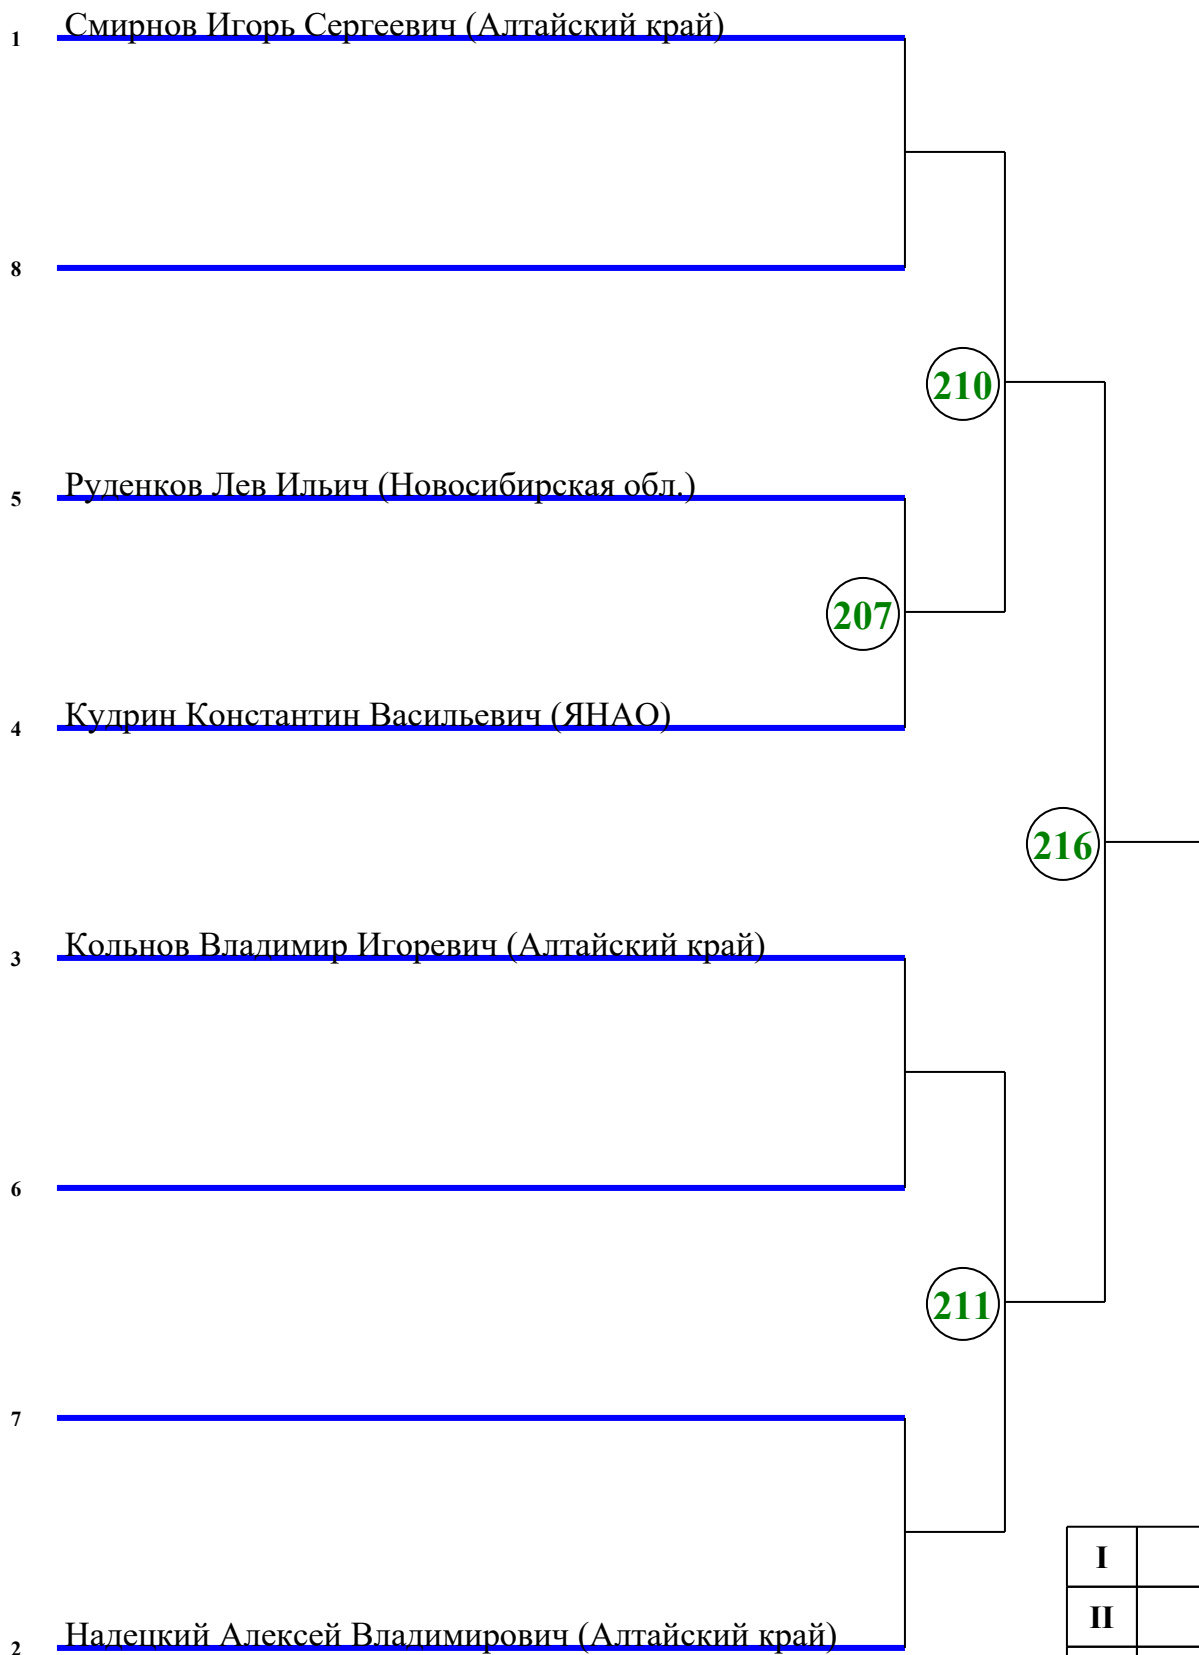 1 Смирнов Игорь Сергеевич (Алтайский край)
8
210
5 Руденков Лев Ильич (Новосибирская обл.)
207
4 Кудрин Константин Васильевич (ЯНАО)
216
3 Кольнов Владимир Игоревич (Алтайский край)
6
211
7
I
II
2 Надецкий Алексей Владимирович (Алтайский край)